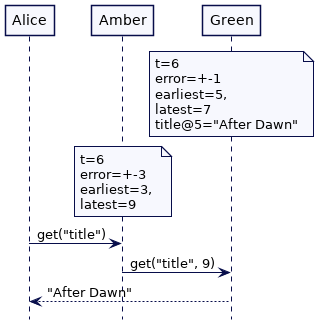 Alice
Amber
Green
t=6
error=+-1
earliest=5,
latest=7
title@5="After Dawn"
t=6
error=+-3
earliest=3,
latest=9
get("title")
get("title", 9)
"After Dawn"